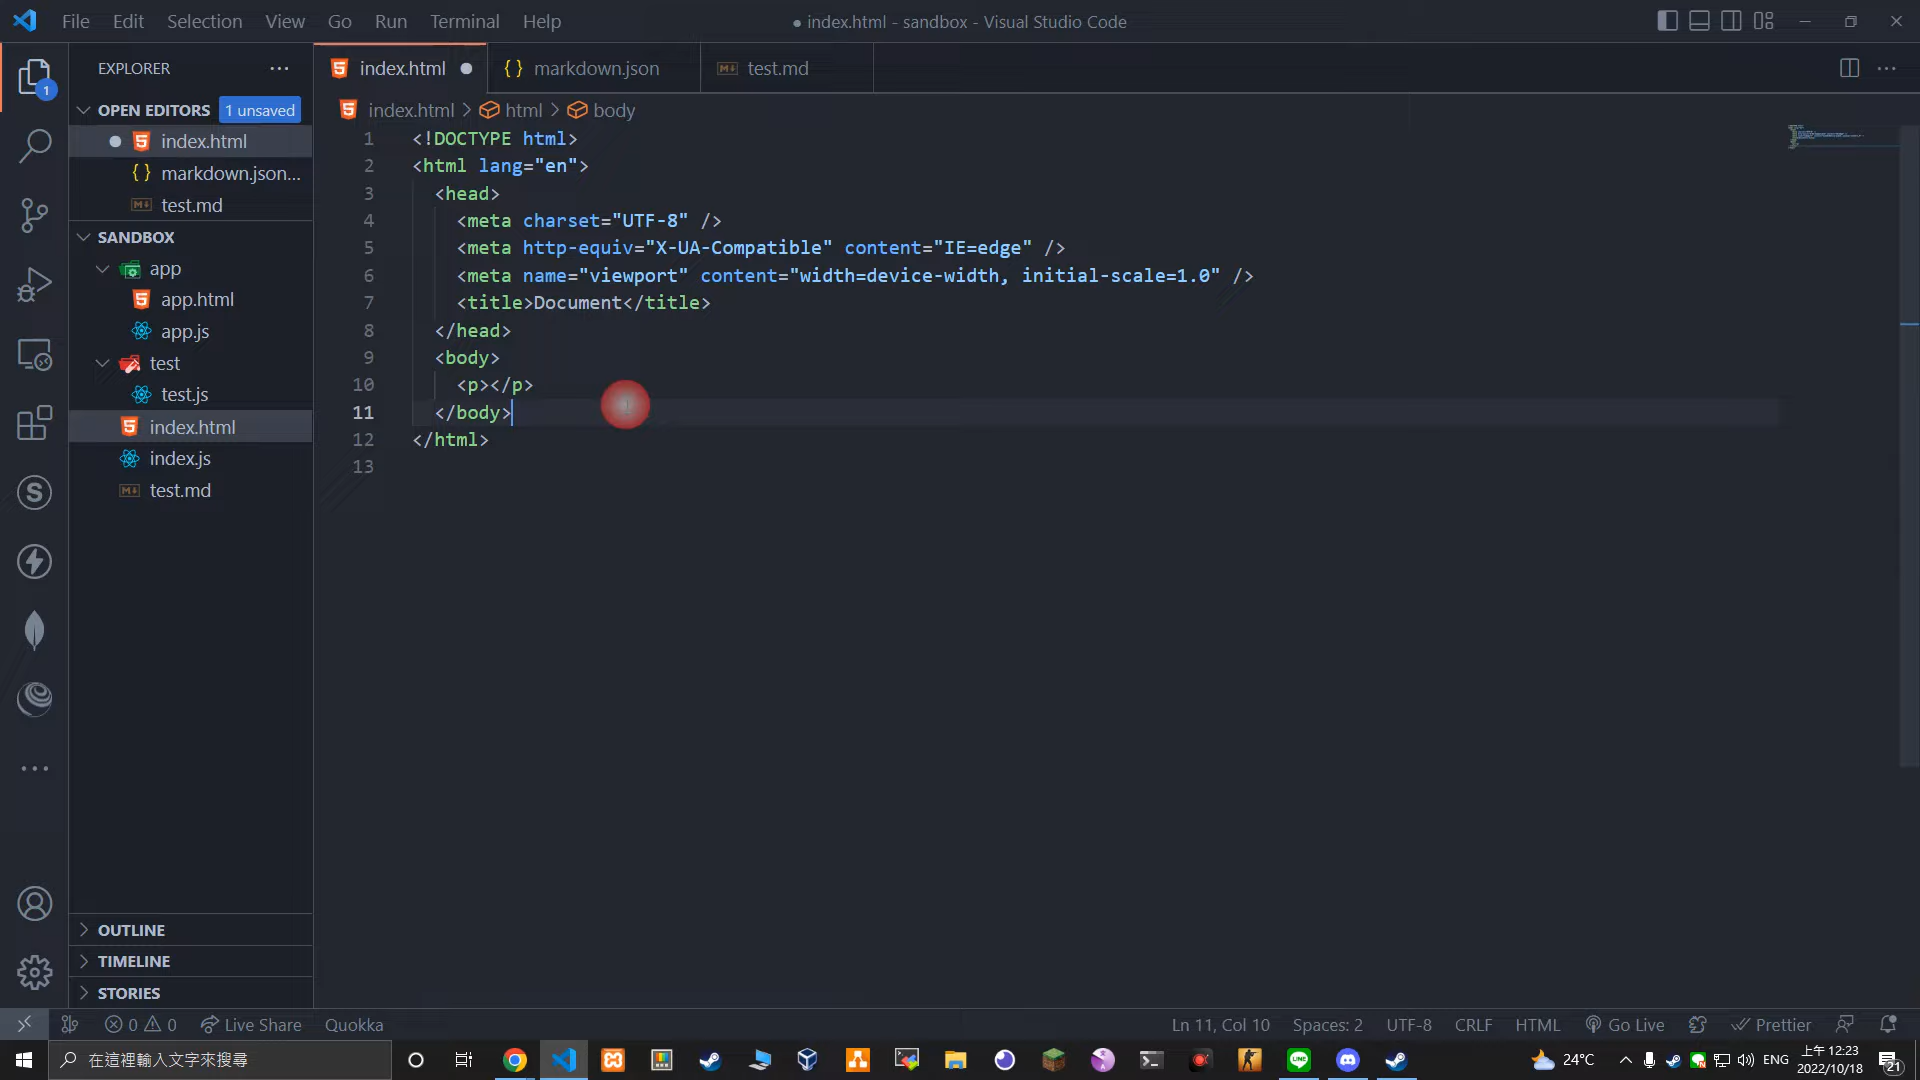 File Edit Selection View Go Run Terminal Help
● index.html - sandbox - Visual Studio Code
EXPLORER
1
OPEN EDITORS 1 unsaved
index.html
markdown.json...
test.md
SANDBOX
app
app.html
app.js
test
test.js
index.html
index.js
test.md
OUTLINE
TIMELINE
STORIES
index.html
markdown.json
test.md
index.html > html > body
1 <!DOCTYPE html>
2 <html lang="en">
3 <head>
4 <meta charset="UTF-8" />
5 <meta http-equiv="X-UA-Compatible" content="IE=edge" />
6 <meta name="viewport" content="width=device-width, initial-scale=1.0" />
7 <title>Document</title>
8 </head>
9 <body>
10 <p></p>
11 </body>
12 </html>
13
0 0 Live Share Quokka
Ln 11, Col 10 Spaces: 2 UTF-8 CRLF HTML Go Live Prettier
在這裡輸入文字來搜尋
24°C
ENG
上午 12:23
2022/10/18
21